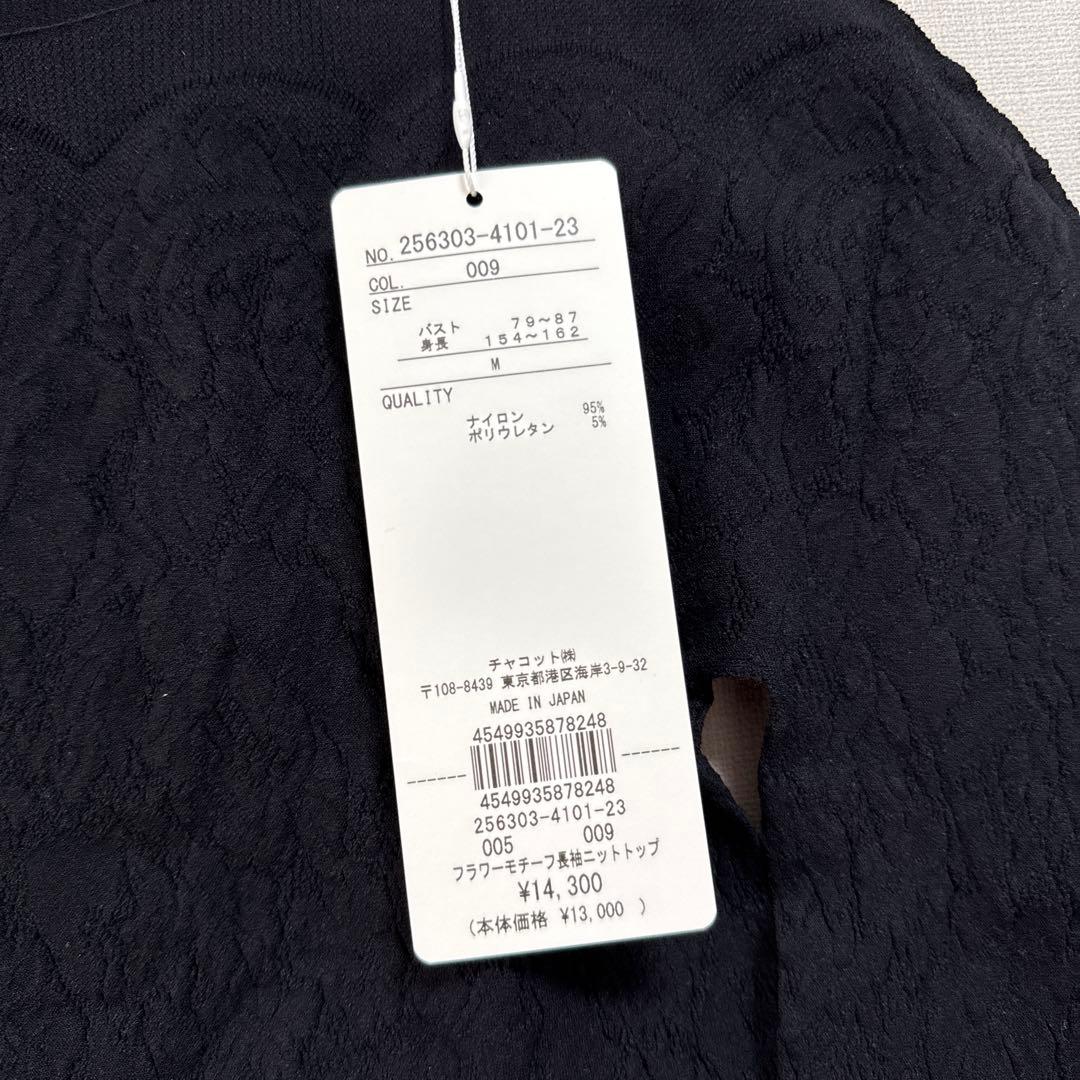 NO. 256303-4101-23
COL. 009
SIZE
バスト 79~87
身長 154~162
M
QUALITY
ナイロン 95%
ポリウレタン 5%
チャコット㈱
〒108-8439 東京都港区海岸3-9-32
MADE IN JAPAN
4549935878248
4549935878248
256303-4101-23
005 009
フラワーモチーフ長袖ニットトップ
¥14,300
(本体価格 ¥13,000 )